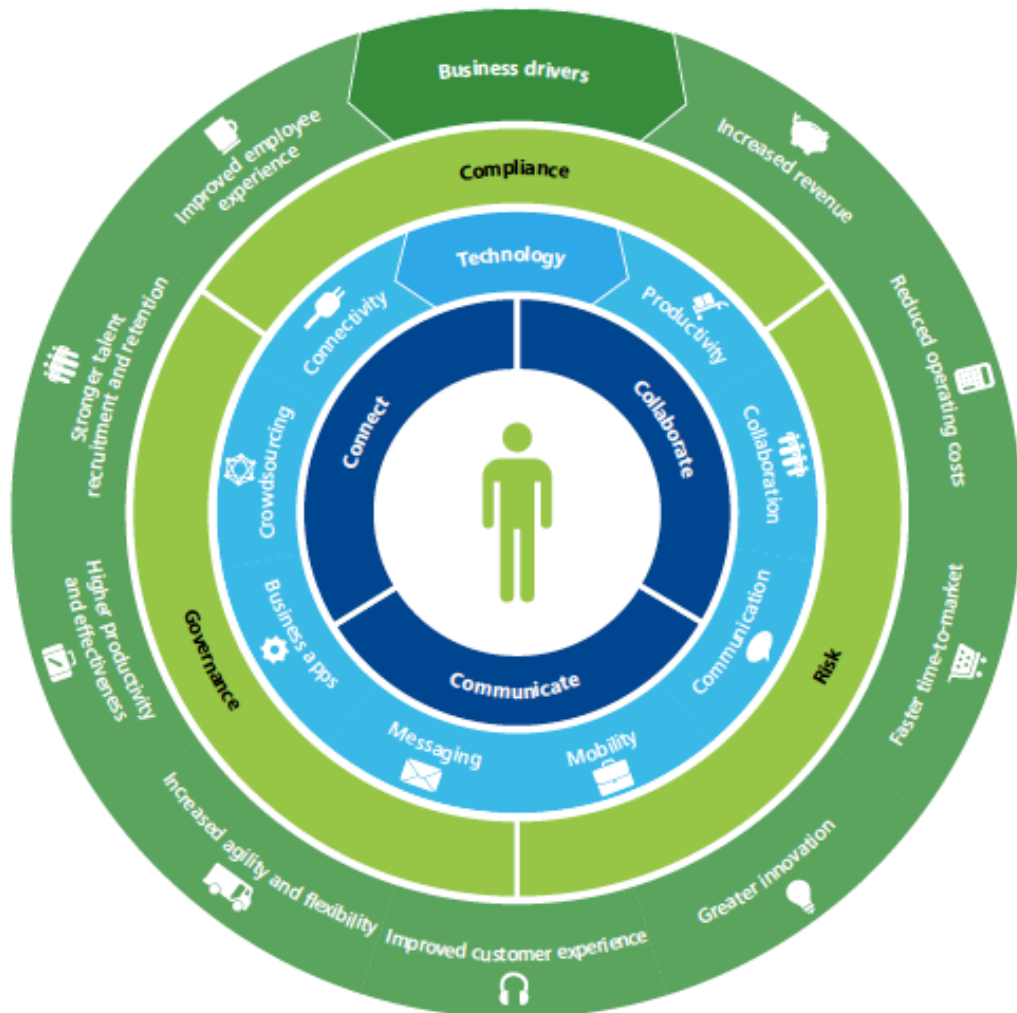 Business drivers
Increased revenue
Reduced operating costs
Faster time-to-market
Greater innovation
Improved customer experience
Increased agility and flexibility
Higher productivity
and effectiveness
Stronger talent
recruitment and retention
Improved employee
experience
Compliance
Risk
Governance
Technology
Productivity
Collaboration
Communication
Mobility
Messaging
Business apps
Crowdsourcing
Connectivity
Collaborate
Communicate
Connect